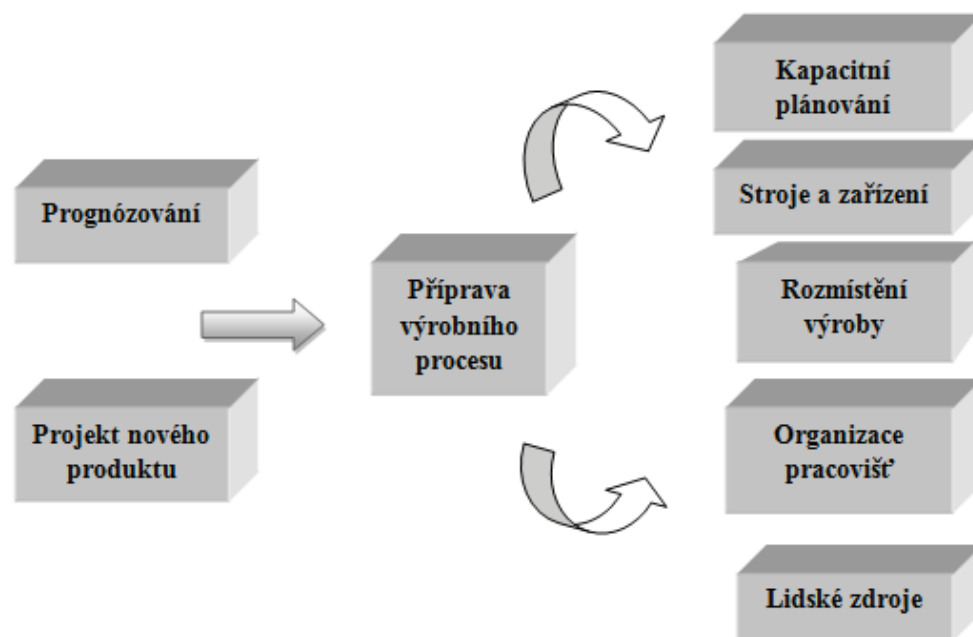 Prognózování
Projekt nového
produktu
Příprava
výrobního
procesu
Kapacitní
plánování
Stroje a zařízení
Rozmístění
výroby
Organizace
pracovišť
Lidské zdroje